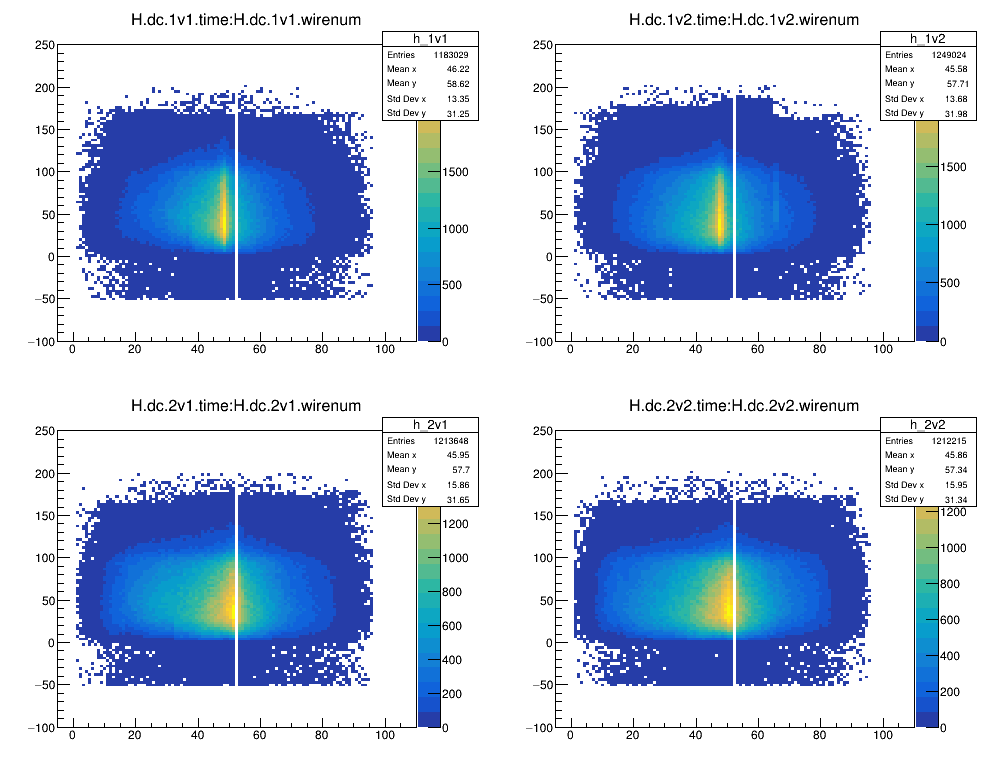 H.dc.1v1.time:H.dc.1v1.wirenum
h_1v1
Entries 1183029
Mean x 46.22
Mean y 58.62
Std Dev x 13.35
Std Dev y 31.25
250
200
150
100
50
0
−50
−100
0 20 40 60 80 100
1500
1000
500
0
H.dc.1v2.time:H.dc.1v2.wirenum
h_1v2
Entries 1249024
Mean x 45.58
Mean y 57.71
Std Dev x 13.68
Std Dev y 31.98
250
200
150
100
50
0
−50
−100
0 20 40 60 80 100
1500
1000
500
0
H.dc.2v1.time:H.dc.2v1.wirenum
h_2v1
Entries 1213648
Mean x 45.95
Mean y 57.7
Std Dev x 15.86
Std Dev y 31.65
250
200
150
100
50
0
−50
−100
0 20 40 60 80 100
1200
1000
800
600
400
200
0
H.dc.2v2.time:H.dc.2v2.wirenum
h_2v2
Entries 1212215
Mean x 45.86
Mean y 57.34
Std Dev x 15.95
Std Dev y 31.34
250
200
150
100
50
0
−50
−100
0 20 40 60 80 100
1200
1000
800
600
400
200
0